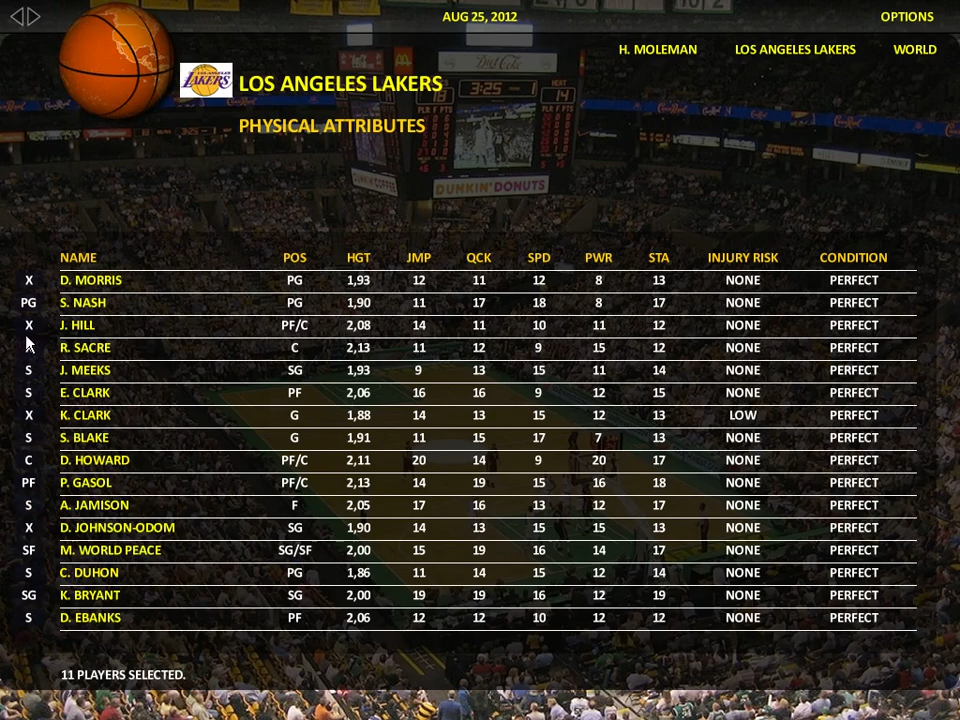 AUG 25, 2012 OPTIONS
H. MOLEMAN LOS ANGELES LAKERS WORLD
LAKERS LOS ANGELES LAKERS
PHYSICAL ATTRIBUTES
3:25
HEAT
18 1 14
DUNKIN' DONUTS
NAME POS HGT JMP QCK SPD PWR STA INJURY RISK CONDITION
X D. MORRIS PG 1,93 12 11 12 8 13 NONE PERFECT
PG S. NASH PG 1,90 11 17 18 8 17 NONE PERFECT
X J. HILL PF/C 2,08 14 11 10 11 12 NONE PERFECT
R. SACRE C 2,13 11 12 9 15 12 NONE PERFECT
S J. MEEKS SG 1,93 9 13 15 11 14 NONE PERFECT
S E. CLARK PF 2,06 16 16 9 12 15 NONE PERFECT
X K. CLARK G 1,88 14 13 15 12 13 LOW PERFECT
S S. BLAKE G 1,91 11 15 17 7 13 NONE PERFECT
C D. HOWARD PF/C 2,11 20 14 9 20 17 NONE PERFECT
PF P. GASOL PF/C 2,13 14 19 15 16 18 NONE PERFECT
S A. JAMISON F 2,05 17 16 13 12 17 NONE PERFECT
X D. JOHNSON-ODOM SG 1,90 14 13 15 15 13 NONE PERFECT
SF M. WORLD PEACE SG/SF 2,00 15 19 16 14 17 NONE PERFECT
S C. DUHON PG 1,86 11 14 15 12 14 NONE PERFECT
SG K. BRYANT SG 2,00 19 19 16 12 19 NONE PERFECT
S D. EBANKS PF 2,06 12 12 10 12 12 NONE PERFECT
11 PLAYERS SELECTED.